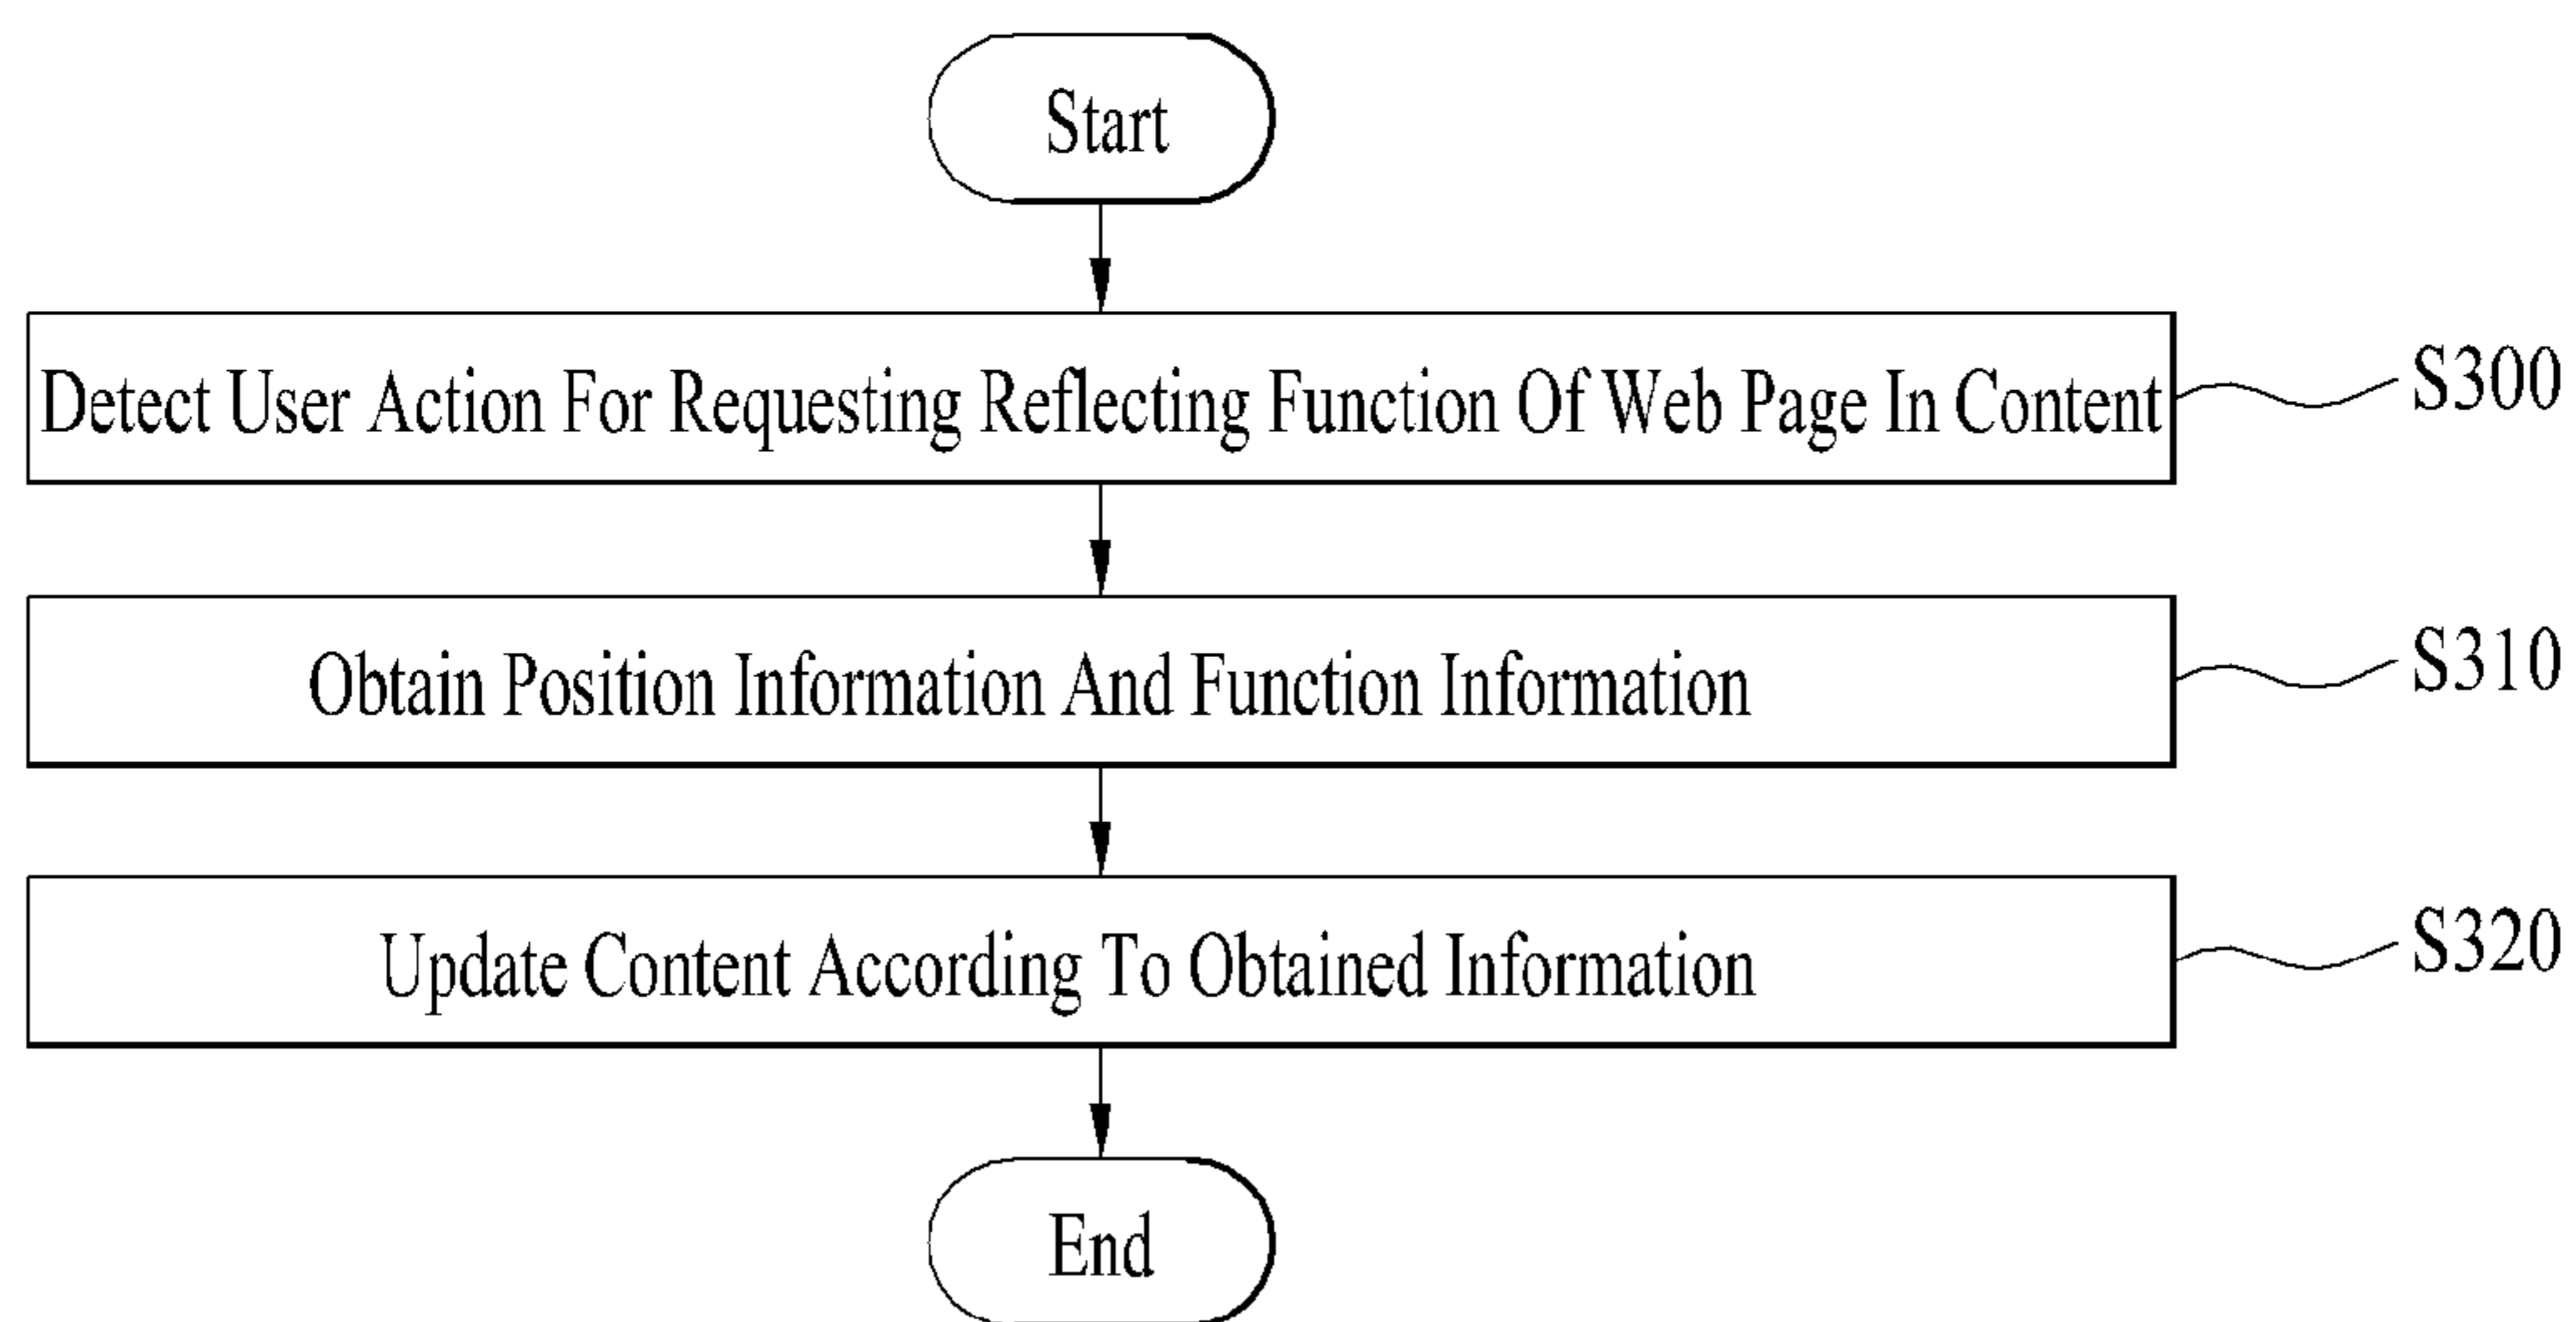 Start
Detect User Action For Requesting Reflecting Function Of Web Page In Content
S300
Obtain Position Information And Function Information
S310
Update Content According To Obtained Information
S320
End